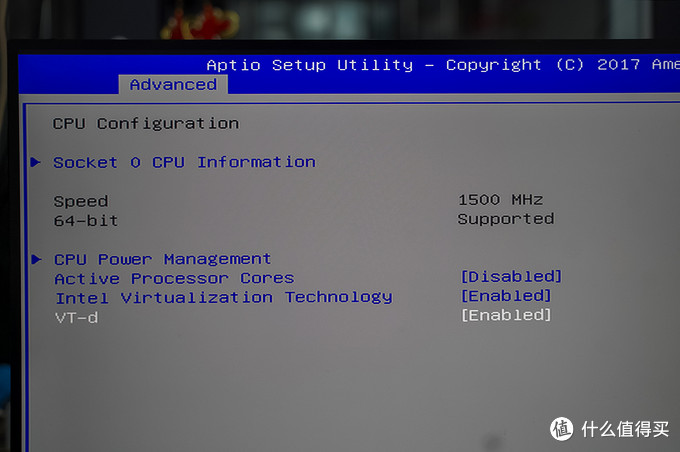 Aptio Setup Utility – Copyright (C) 2017 Ame
Advanced
CPU Configuration
Socket 0 CPU Information
Speed 1500 MHz
64-bit Supported
CPU Power Management
Active Processor Cores [Disabled]
Intel Virtualization Technology [Enabled]
VT-d [Enabled]
值 什么值得买